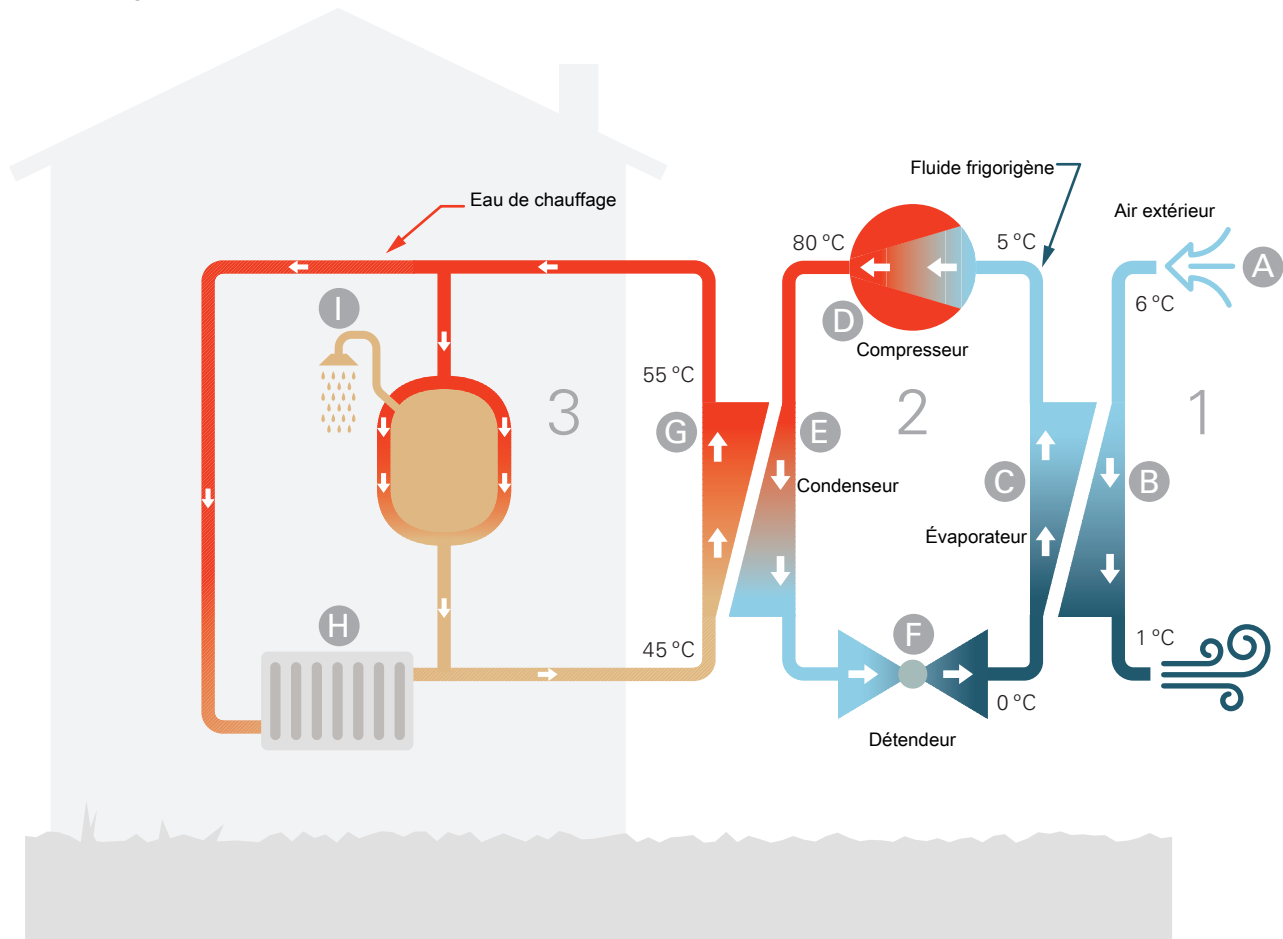 Fluide frigorigène
Eau de chauffage
Air extérieur
80 °C
5 °C
A
6 °C
I
D
Compresseur
55 °C
3
2
1
G
E
Condenseur
C
B
Évaporateur
H
F
45 °C
1 °C
0 °C
Détendeur